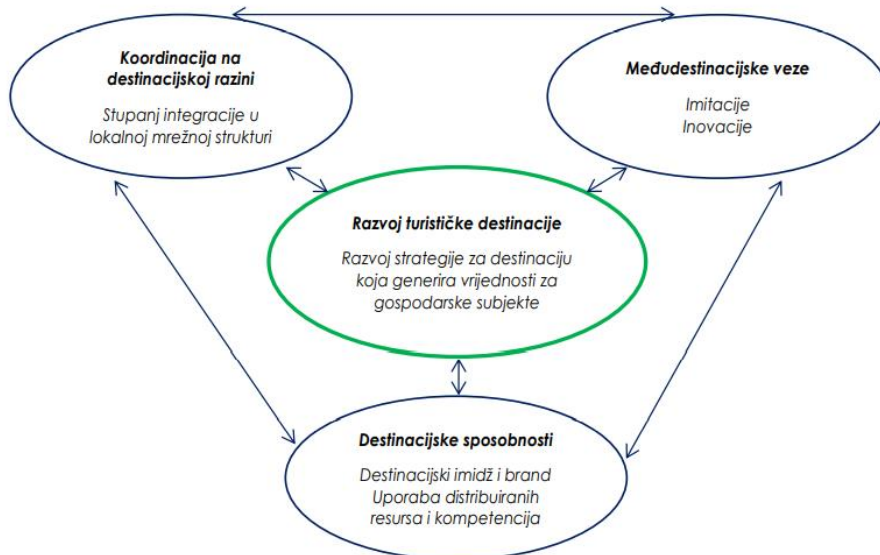 Koordinacija na
destinacijskoj razini
Stupanj integracije u
lokalnoj mrežnoj strukturi
Međudestinacijske veze
Imitacije
Inovacije
Razvoj turističke destinacije
Razvoj strategije za destinaciju
koja generira vrijednosti za
gospodarske subjekte
Destinacijske sposobnosti
Destinacijski imidž i brand
Uporaba distribuiranih
resursa i kompetencija